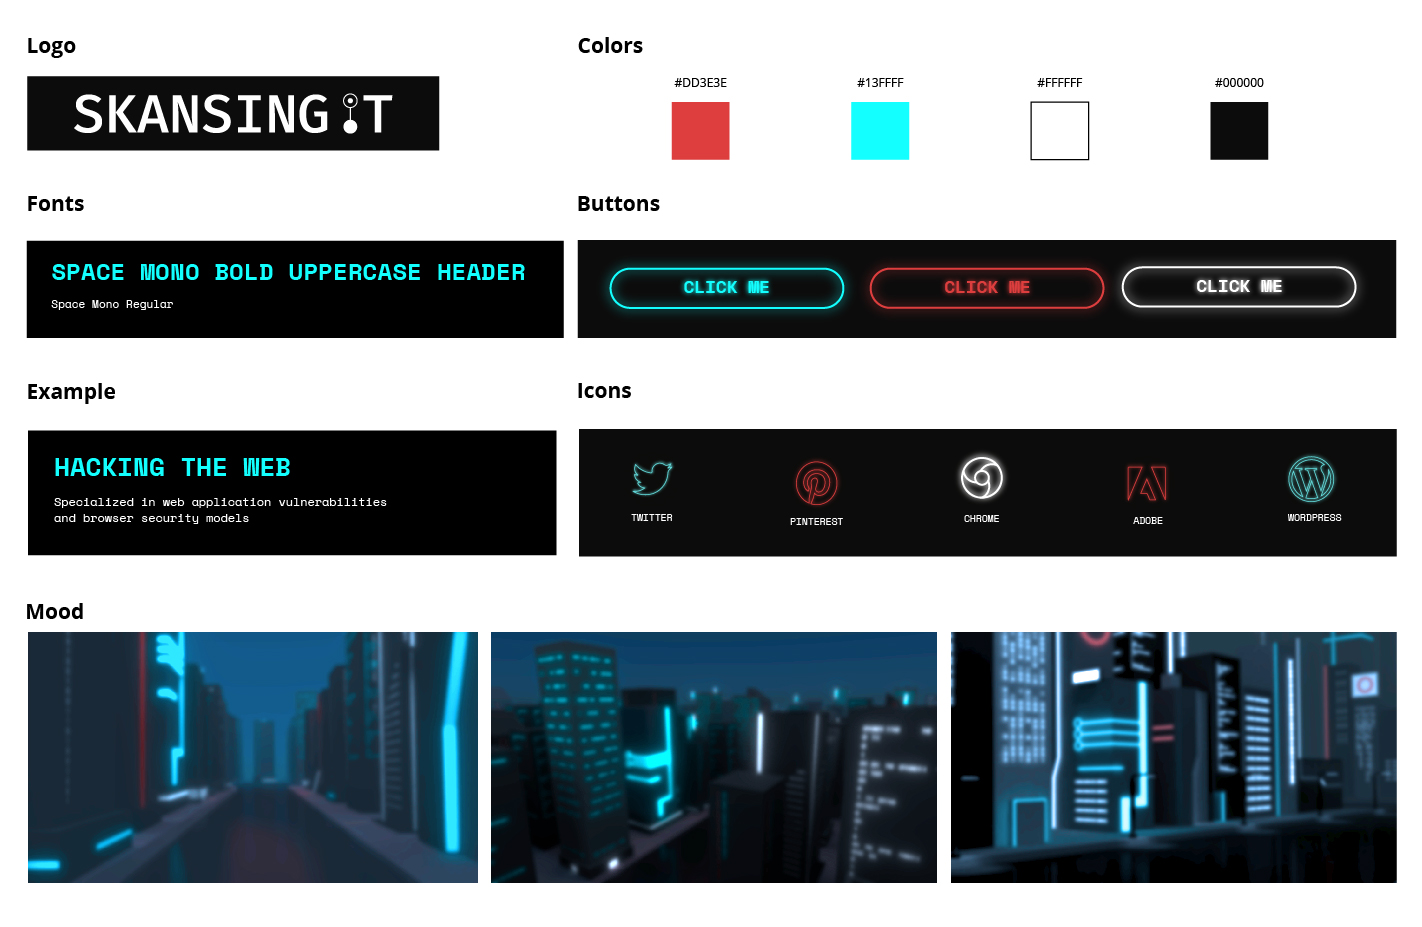 Logo
SKANSING IT
Colors
#DD3E3E
#13FFFF
#FFFFFF
#000000
Fonts
SPACE MONO BOLD UPPERCASE HEADER
Space Mono Regular
Buttons
CLICK ME
CLICK ME
CLICK ME
Example
HACKING THE WEB
Specialized in web application vulnerabilities
and browser security models
Icons
TWITTER
PINTEREST
CHROME
ADOBE
WORDPRESS
Mood